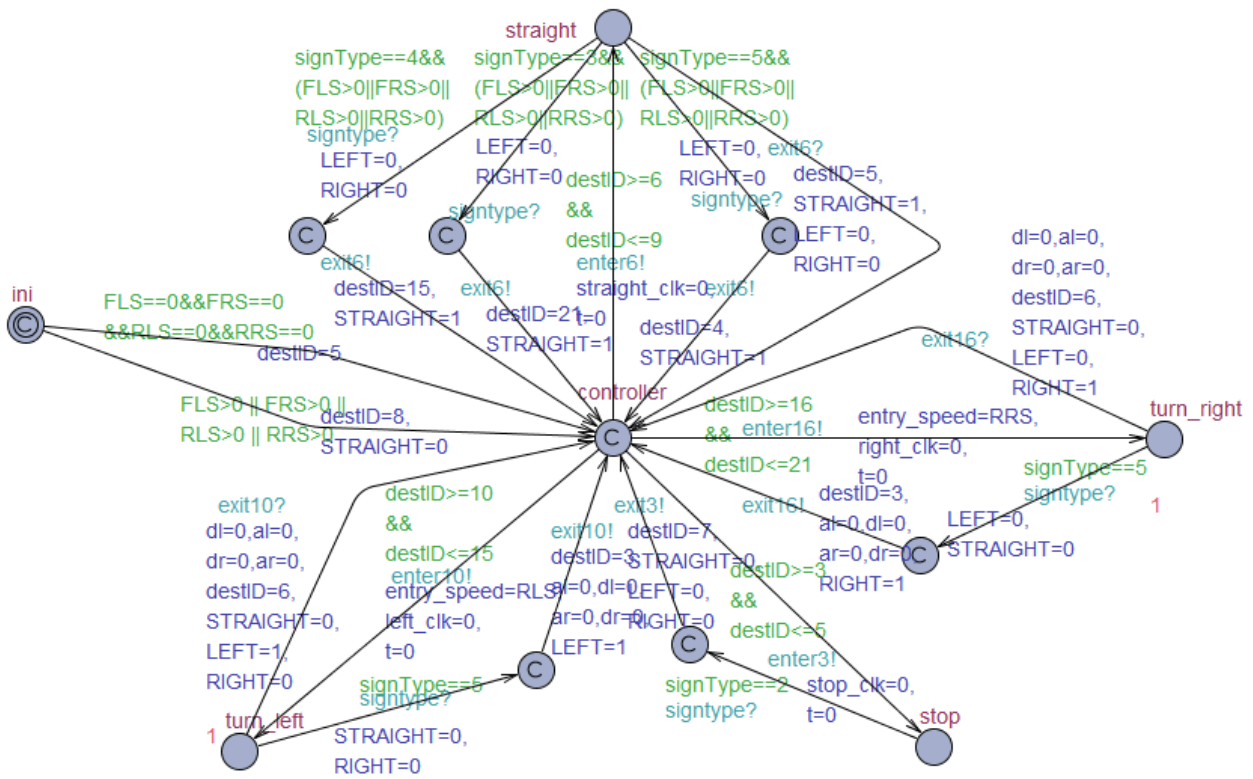 straight
signType==4&&
(FLS>0||FRS>0||
RLS>0||RRS>0)
signtype?
LEFT=0,
RIGHT=0
signType==3&&
(FLS>0||FRS>0||
RLS>0||RRS>0)
LEFT=0,
RIGHT=0
signtype?
signType==5&&
(FLS>0||FRS>0||
RLS>0||RRS>0)
LEFT=0,
RIGHT=0
signtype?
exit6?
destID=5,
STRAIGHT=1,
LEFT=0,
RIGHT=0
destID>=6
&&
destID<=9
enter6!
straight_clk=0,
t=0
C
C
C
exit6!
destID=15,
STRAIGHT=1
exit6!
destID=21,
STRAIGHT=1
exit6!
destID=4,
STRAIGHT=1
ini
C
FLS==0&&FRS==0
&&RLS==0&&RRS==0
destID=5
FLS>0 || FRS>0 ||
RLS>0 || RRS>0
destID=8,
STRAIGHT=0
controller
C
dl=0,al=0,
dr=0,ar=0,
destID=6,
STRAIGHT=0,
LEFT=0,
RIGHT=1
exit16?
turn_right
destID>=16
&&
destID<=21
enter16!
entry_speed=RRS,
right_clk=0,
t=0
signType==5
signtype?
1
LEFT=0,
STRAIGHT=0
C
exit16!
destID=3,
al=0,dl=0,
ar=0,dr=0,
RIGHT=1
exit10?
dl=0,al=0,
dr=0,ar=0,
destID=6,
STRAIGHT=0,
LEFT=1,
RIGHT=0
destID>=10
&&
destID<=15
enter10!
entry_speed=RLS,
left_clk=0,
t=0
exit10!
destID=3,
al=0,dl=0,
ar=0,dr=0,
LEFT=1
C
signType==5
signtype?
STRAIGHT=0,
RIGHT=0
turn_left
1
exit3!
destID=7,
STRAIGHT=0,
LEFT=0,
RIGHT=0
C
destID>=3
&&
destID<=5
enter3!
stop_clk=0,
t=0
signType==2
signtype?
stop